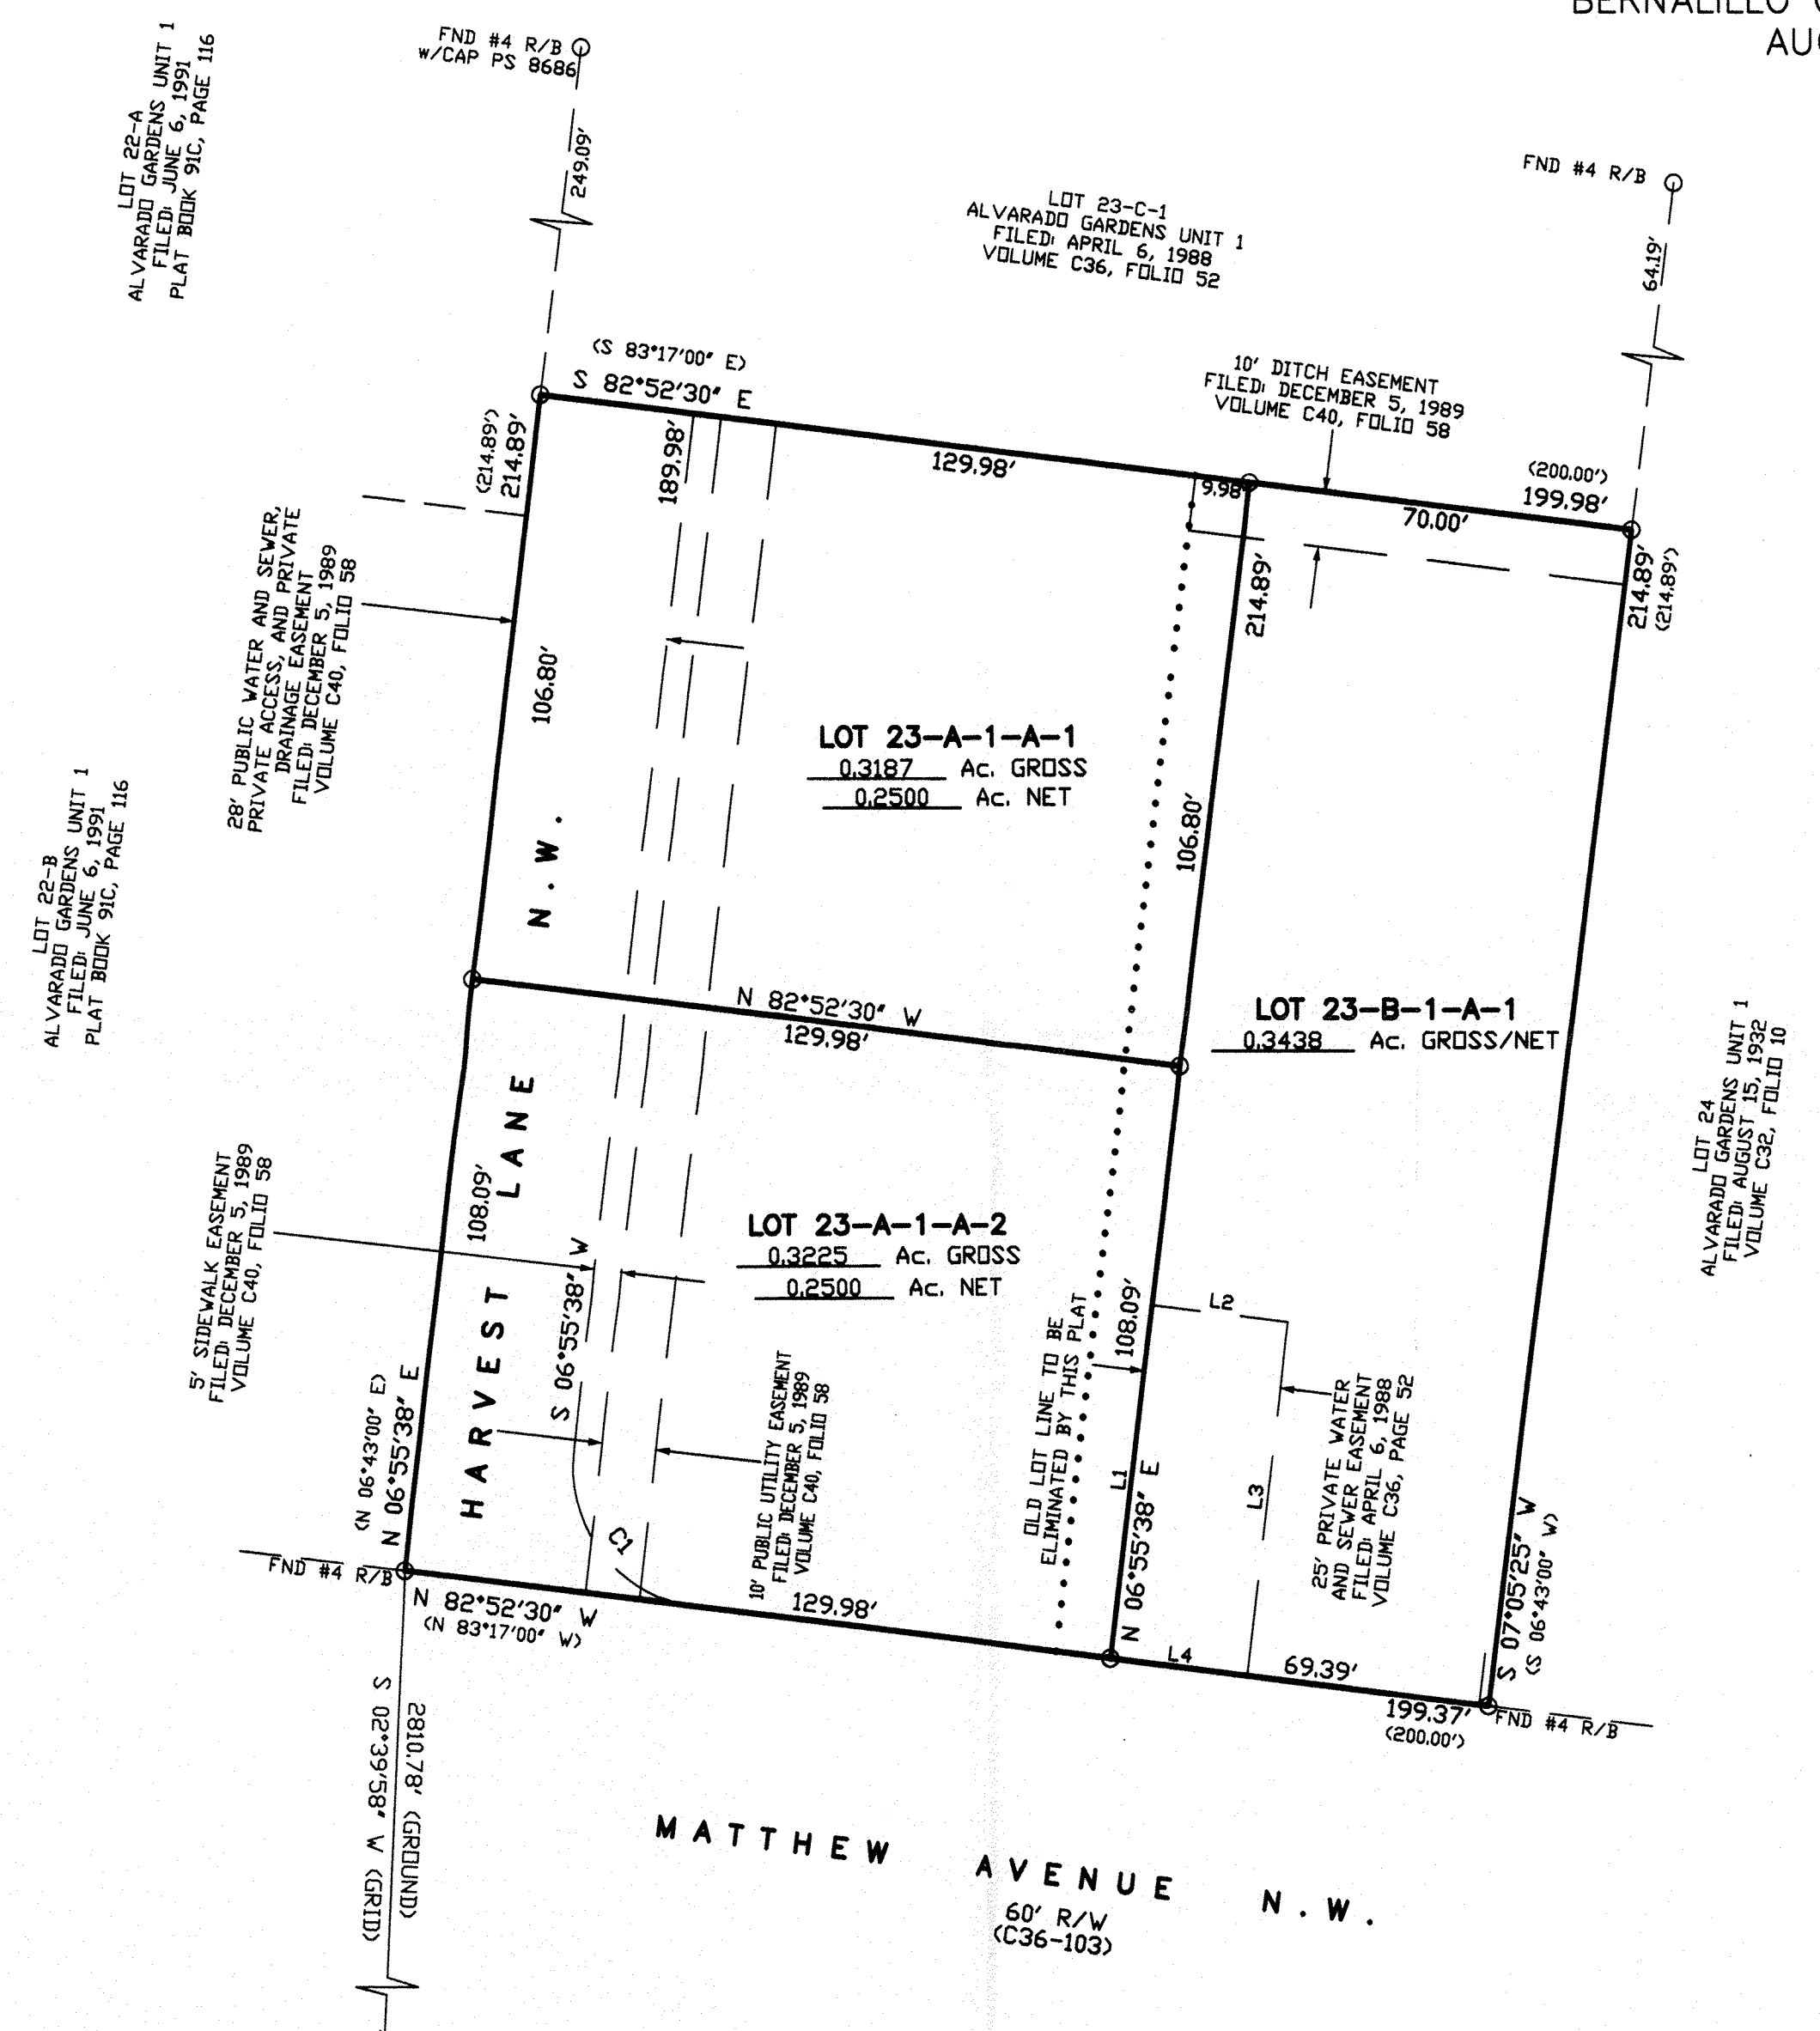 BERNALILLO
FND #4 R/B
w/CAP PS 8686
249.09'
LOT 22-A
ALVARADO GARDENS UNIT 1
FILED: JUNE 6, 1991
PLAT BOOK 91C, PAGE 116
FND #4 R/B
64.19'
LOT 23-C-1
ALVARADO GARDENS UNIT 1
FILED: APRIL 6, 1988
VOLUME C36, FOLIO 52
(S 83°17'00" E)
S 82°52'30" E
10' DITCH EASEMENT
FILED: DECEMBER 5, 1989
VOLUME C40, FOLIO 58
(214.89')
214.89'
189.98'
129.98'
9.98'
70.00'
(200.00')
199.98'
214.89'
214.89'
(214.89')
28' PUBLIC WATER AND SEWER,
PRIVATE ACCESS, AND PRIVATE
DRAINAGE EASEMENT
FILED: DECEMBER 5, 1989
VOLUME C40, FOLIO 58
106.80'
LOT 23-A-1-A-1
0.3187 Ac. GROSS
0.2500 Ac. NET
106.80'
LOT 22-B
ALVARADO GARDENS UNIT 1
FILED: JUNE 6, 1991
PLAT BOOK 91C, PAGE 116
HARVEST LANE N.W.
N 82°52'30" W
129.98'
LOT 23-B-1-A-1
0.3438 Ac. GROSS/NET
LOT 24
ALVARADO GARDENS UNIT 1
FILED: AUGUST 15, 1932
VOLUME C32, FOLIO 10
5' SIDEWALK EASEMENT
FILED: DECEMBER 5, 1989
VOLUME C40, FOLIO 58
108.09'
LOT 23-A-1-A-2
0.3225 Ac. GROSS
0.2500 Ac. NET
S 06°55'38" W
108.09'
L2
OLD LOT LINE TO BE
ELIMINATED BY THIS PLAT
10' PUBLIC UTILITY EASEMENT
FILED: DECEMBER 5, 1989
VOLUME C40, FOLIO 58
25' PRIVATE WATER
AND SEWER EASEMENT
FILED: APRIL 6, 1988
VOLUME C36, PAGE 52
(N 06°43'00" E)
N 06°55'38" E
L1
N 06°55'38" E
L3
S 07°05'25" W
(S 06°43'00" W)
C1
FND #4 R/B
N 82°52'30" W
(N 83°17'00" W)
129.98'
L4
69.39'
199.37'
(200.00')
FND #4 R/B
2810.78' (GROUND)
S 02°39'58" W (GRID)
MATTHEW AVENUE N.W.
60' R/W
(C36-103)